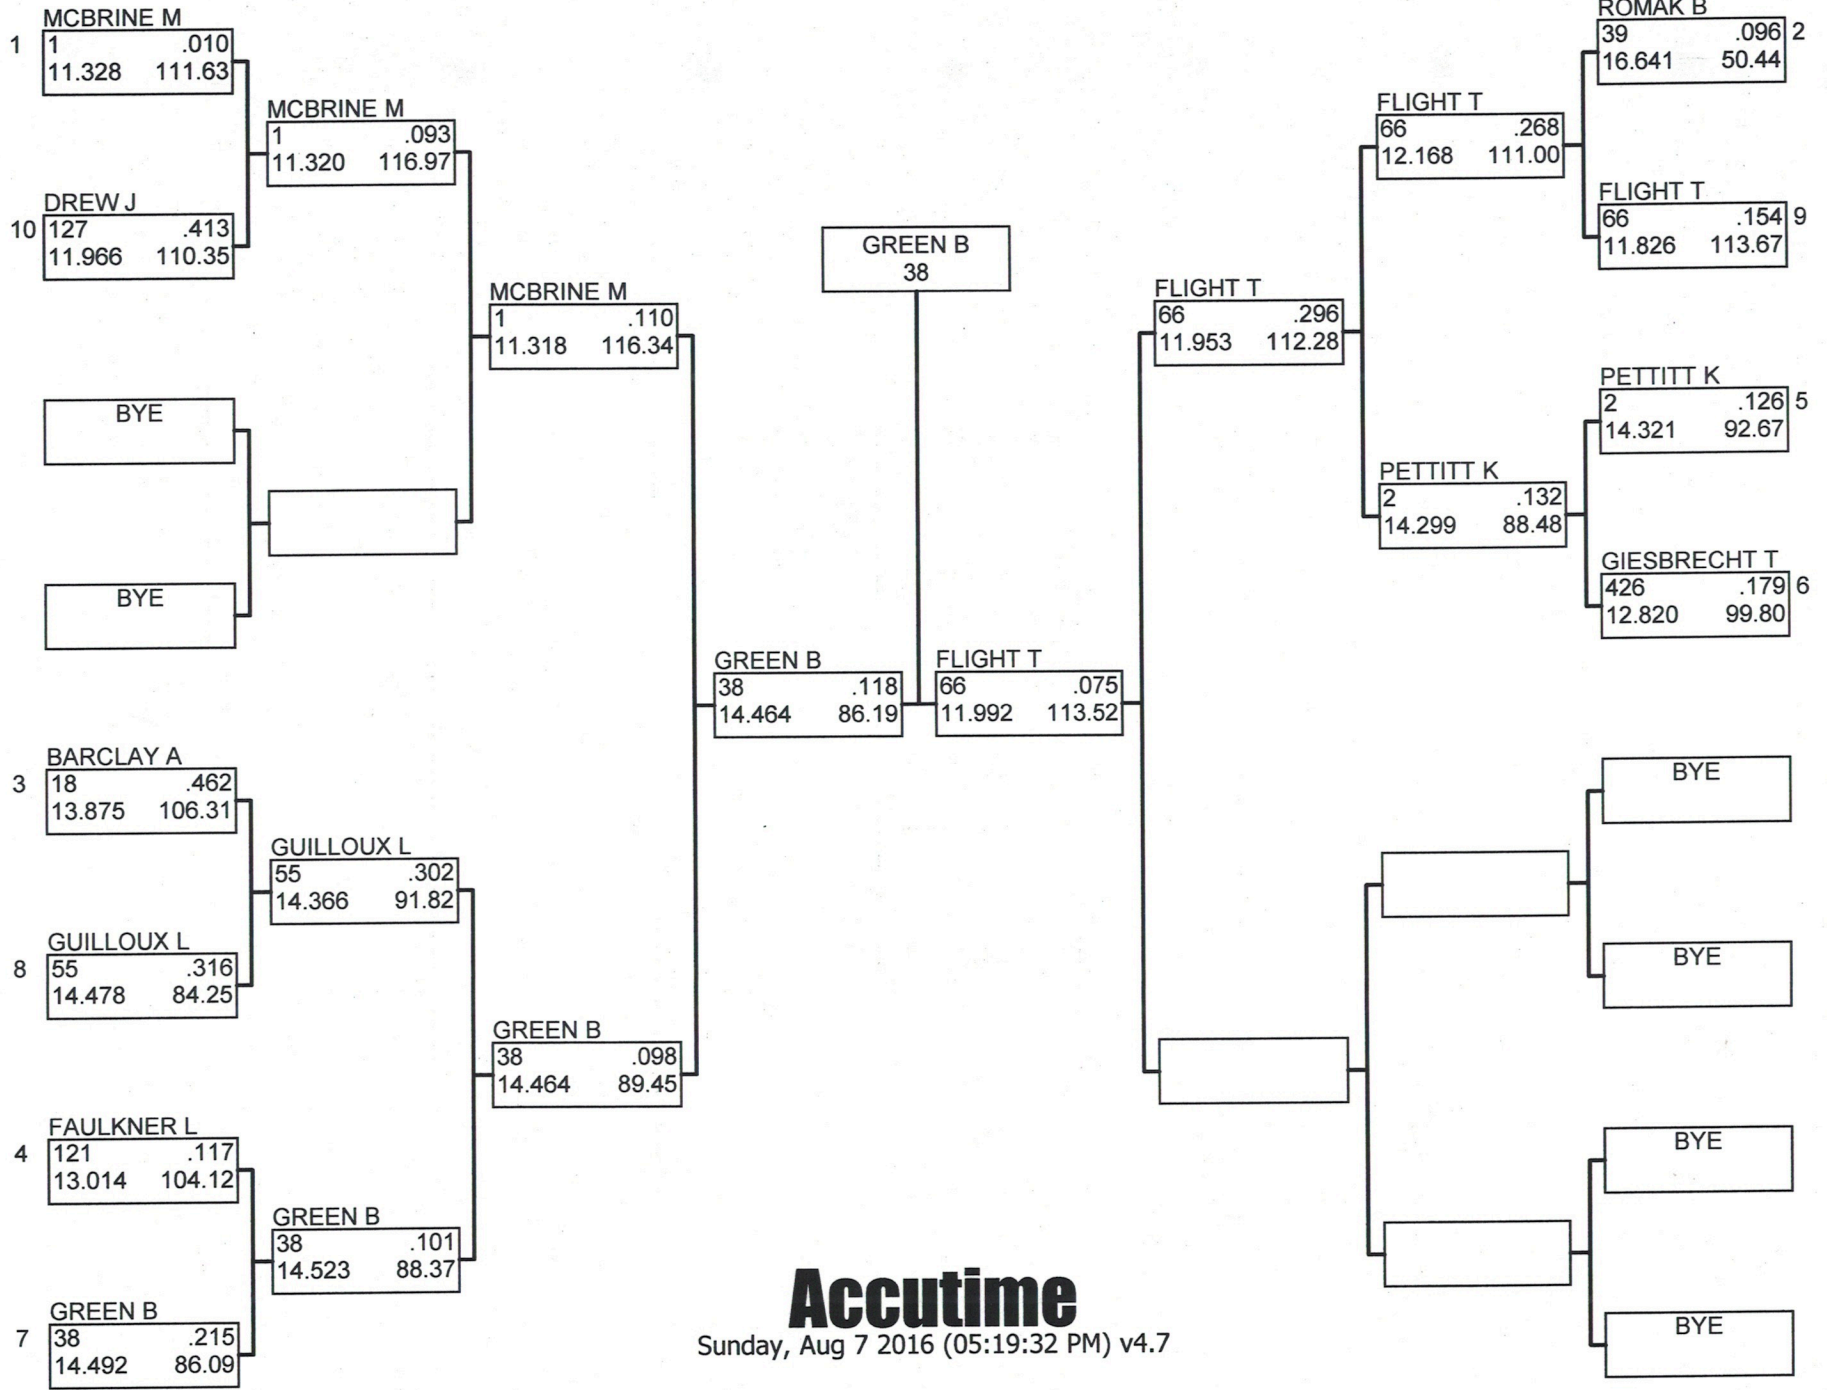 MCBRINE M
1
1 .010
11.328 111.63
MCBRINE M
1 .093
11.320 116.97
DREW J
10
127 .413
11.966 110.35
MCBRINE M
1 .110
11.318 116.34
BYE
BYE
BARCLAY A
3
18 .462
13.875 106.31
GUILLOUX L
55 .302
14.366 91.82
GUILLOUX L
8
55 .316
14.478 84.25
GREEN B
38 .098
14.464 89.45
FAULKNER L
4
121 .117
13.014 104.12
GREEN B
38 .101
14.523 88.37
GREEN B
7
38 .215
14.492 86.09
GREEN B
38
GREEN B
38 .118
14.464 86.19
FLIGHT T
66 .075
11.992 113.52
FLIGHT T
66 .296
11.953 112.28
FLIGHT T
66 .268
12.168 111.00
ROMAK B
39 .096 2
16.641 50.44
FLIGHT T
66 .154 9
11.826 113.67
PETTITT K
2 .126 5
14.321 92.67
PETTITT K
2 .132
14.299 88.48
GIESBRECHT T
426 .179 6
12.820 99.80
BYE
BYE
BYE
BYE
Accutime
Sunday, Aug 7 2016 (05:19:32 PM) v4.7